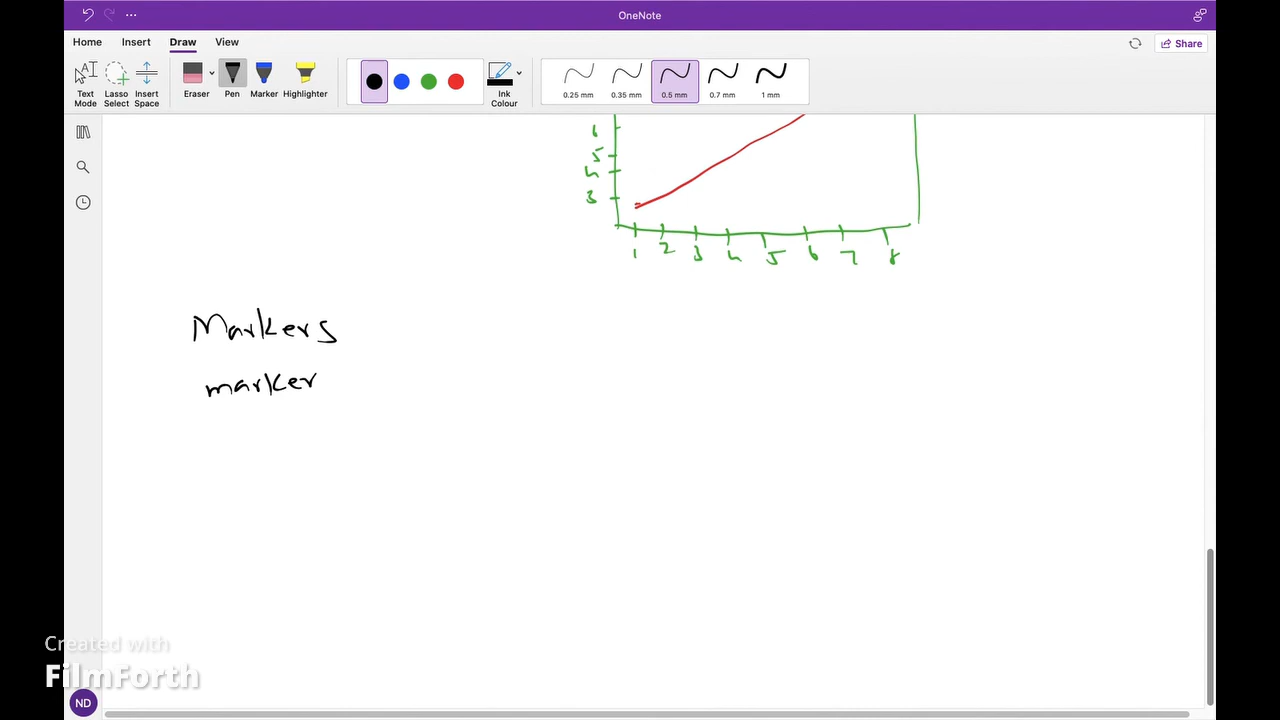 OneNote
Home Insert Draw View
Share
Text Mode
Lasso Select
Insert Space
Eraser
Pen
Marker
Highlighter
Ink Colour
0.25 mm
0.35 mm
0.5 mm
0.7 mm
1 mm
6
5
4
3
1 2 3 4 5 6 7 8
Markers
marker
Created with
FilmForth
ND